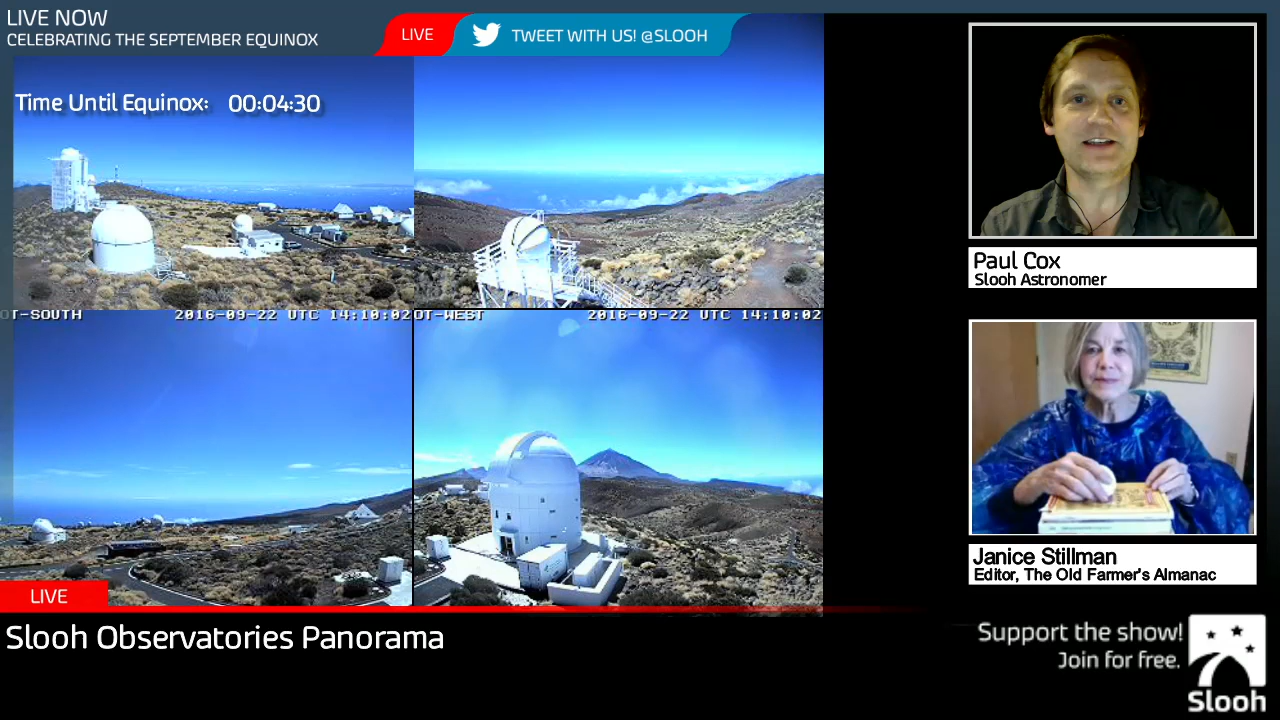 LIVE NOW
CELEBRATING THE SEPTEMBER EQUINOX
LIVE
TWEET WITH US! @SLOOH
Time Until Equinox: 00:04:30
OT-SOUTH 2016-09-22 UTC 14:10:02
OT-WEST 2016-09-22 UTC 14:10:02
Paul Cox
Slooh Astronomer
Janice Stillman
Editor, The Old Farmer's Almanac
LIVE
Slooh Observatories Panorama
Support the show!
Join for free.
Slooh